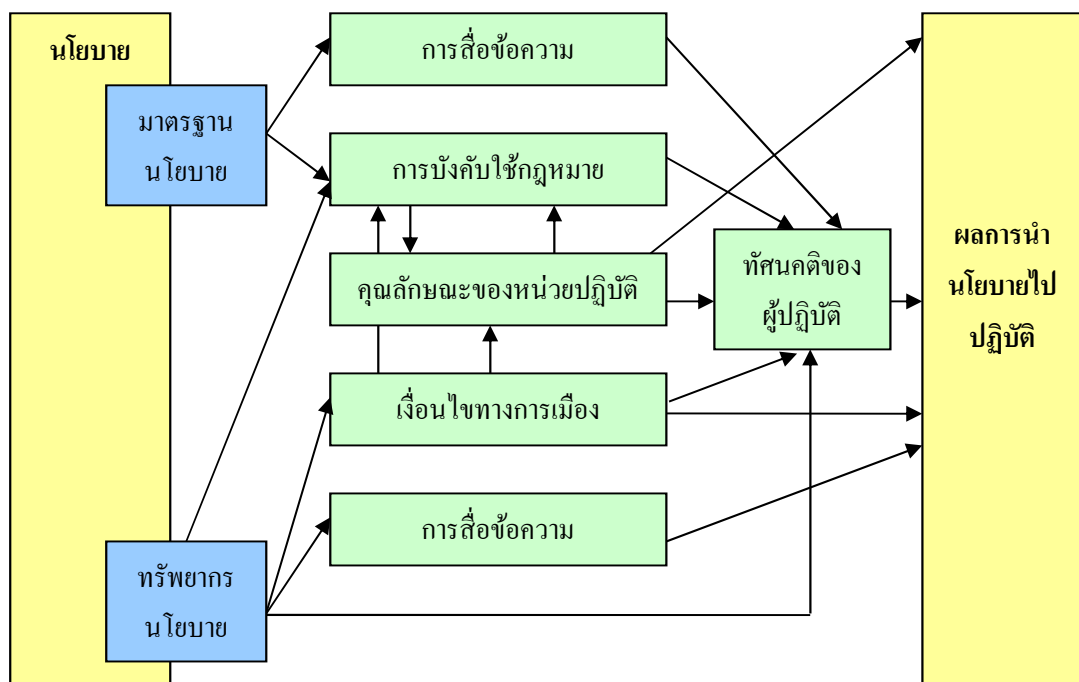 นโยบาย
มาตรฐาน
นโยบาย
ทรัพยากร
นโยบาย
การสื่อข้อความ
การบังคับใช้กฎหมาย
คุณลักษณะของหน่วยปฏิบัติ
เงื่อนไขทางการเมือง
การสื่อข้อความ
ทัศนคติของ
ผู้ปฏิบัติ
ผลการนำ
นโยบายไป
ปฏิบัติ